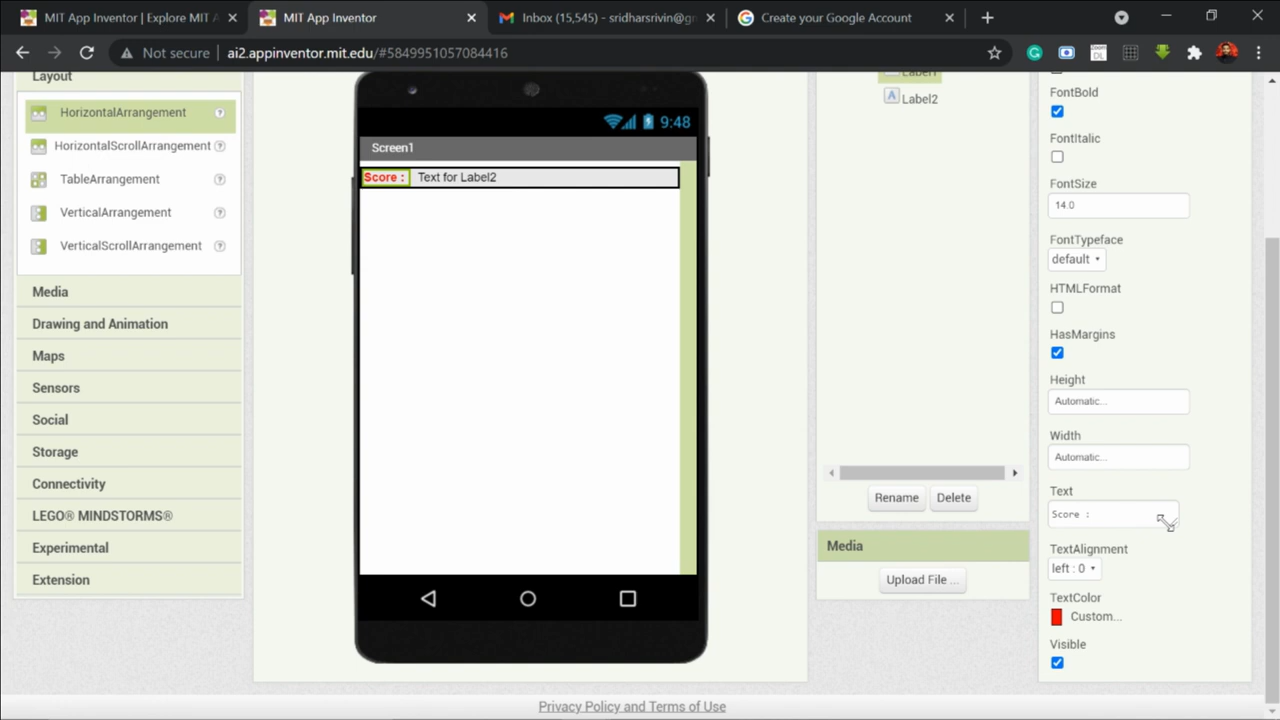 MIT App Inventor | Explore MIT A
MIT App Inventor
Inbox (15,545) - sridharsrivin@gm
Create your Google Account
Not secure
ai2.appinventor.mit.edu/#5849951057084416
Layout
HorizontalArrangement
HorizontalScrollArrangement
TableArrangement
VerticalArrangement
VerticalScrollArrangement
Media
Drawing and Animation
Maps
Sensors
Social
Storage
Connectivity
LEGO® MINDSTORMS®
Experimental
Extension
9:48
Screen1
Score : Text for Label2
Label1
Label2
Rename Delete
Media
Upload File ...
FontBold
FontItalic
FontSize
14.0
FontTypeface
default
HTMLFormat
HasMargins
Height
Automatic...
Width
Automatic...
Text
Score :
TextAlignment
left : 0
TextColor
Custom...
Visible
Privacy Policy and Terms of Use